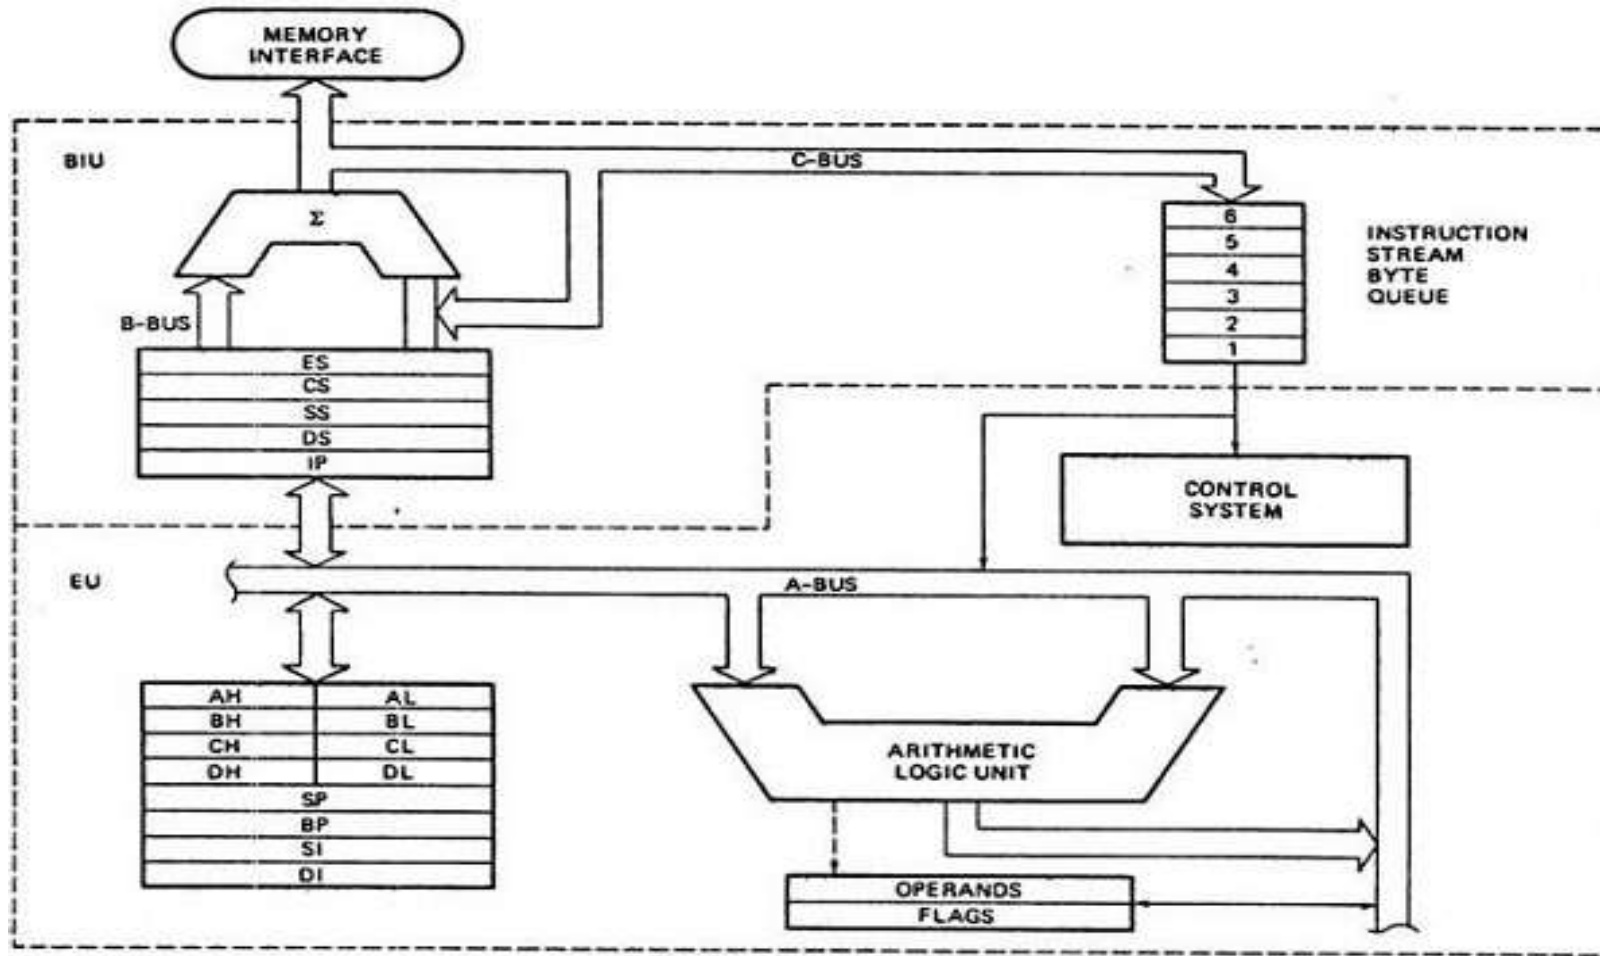 MEMORY
INTERFACE
BIU
C-BUS
Σ
6
5
4
3
2
1
INSTRUCTION
STREAM
BYTE
QUEUE
B-BUS
ES
CS
SS
DS
IP
CONTROL
SYSTEM
EU
A-BUS
AH AL
BH BL
CH CL
DH DL
SP
BP
SI
DI
ARITHMETIC
LOGIC UNIT
OPERANDS
FLAGS